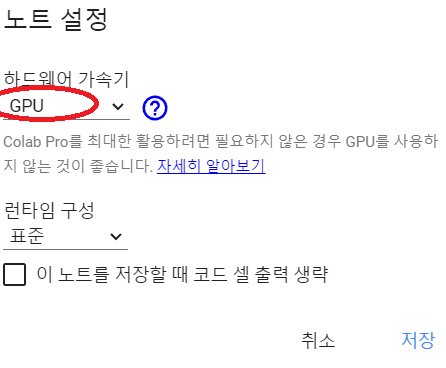 노트 설정
하드웨어 가속기
GPU
?
Colab Pro를 최대한 활용하려면 필요하지 않은 경우 GPU를 사용하
지 않는 것이 좋습니다. 자세히 알아보기
런타임 구성
표준
이 노트를 저장할 때 코드 셀 출력 생략
취소 저장